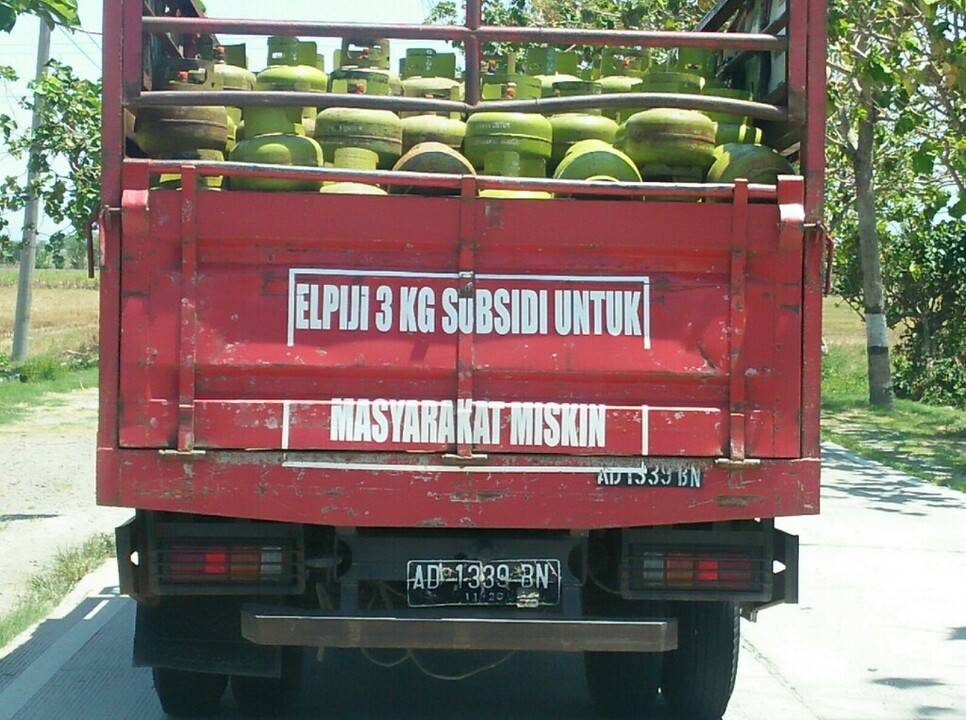 ELPIJI 3 KG SUBSIDI UNTUK
MASYARAKAT MISKIN
AD 1339 BN
AD-1339-BN